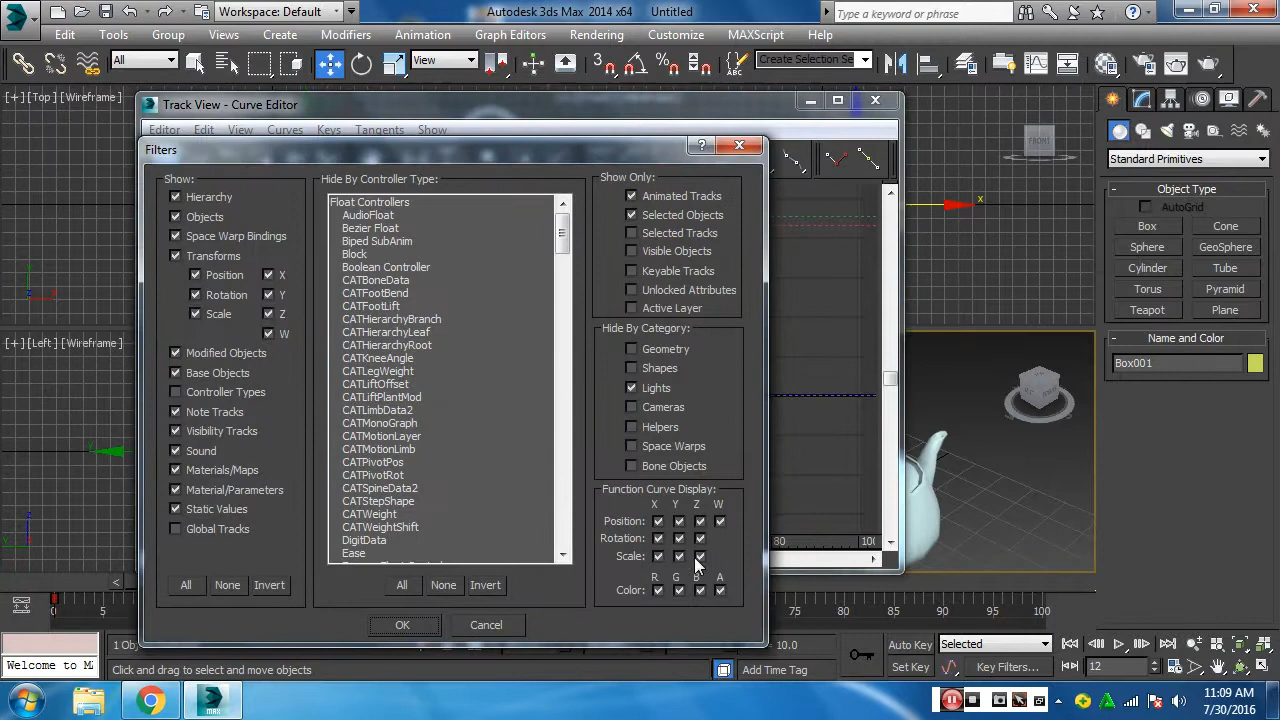 Workspace: Default
Autodesk 3ds Max 2014 x64 Untitled
Type a keyword or phrase
Edit Tools Group Views Create Modifiers Animation Graph Editors Rendering Customize MAXScript Help
All
View
Create Selection Se
[+] [Top] [Wireframe]
Track View - Curve Editor
Editor Edit View Curves Keys Tangents Show
Filters
Show:
Hierarchy
Objects
Space Warp Bindings
Transforms
Position X
Rotation Y
Scale Z
W
Modified Objects
Base Objects
Controller Types
Note Tracks
Visibility Tracks
Sound
Materials/Maps
Material/Parameters
Static Values
Global Tracks
All None Invert
Hide By Controller Type:
Float Controllers
AudioFloat
Bezier Float
Biped SubAnim
Block
Boolean Controller
CATBoneData
CATFootBend
CATFootLift
CATHierarchyBranch
CATHierarchyLeaf
CATHierarchyRoot
CATKneeAngle
CATLegWeight
CATLiftOffset
CATLiftPlantMod
CATLimbData2
CATMonoGraph
CATMotionLayer
CATMotionLimb
CATPivotPos
CATPivotRot
CATSpineData2
CATStepShape
CATWeight
CATWeightShift
DigitData
Ease
All None Invert
Show Only:
Animated Tracks
Selected Objects
Selected Tracks
Visible Objects
Keyable Tracks
Unlocked Attributes
Active Layer
Hide By Category:
Geometry
Shapes
Lights
Cameras
Helpers
Space Warps
Bone Objects
Function Curve Display:
X Y Z W
Position:
Rotation:
Scale:
R G B A
Color:
OK Cancel
80 100
FRONT
x
Standard Primitives
Object Type
AutoGrid
Box Cone
Sphere GeoSphere
Cylinder Tube
Torus Pyramid
Teapot Plane
Name and Color
Box001
[+] [Left] [Wireframe]
0 5 75 80 85 90 95 100
Welcome to M
1 Obj
= 10.0
Click and drag to select and move objects
Add Time Tag
Auto Key Selected
Set Key Key Filters... 12
11:09 AM
7/30/2016